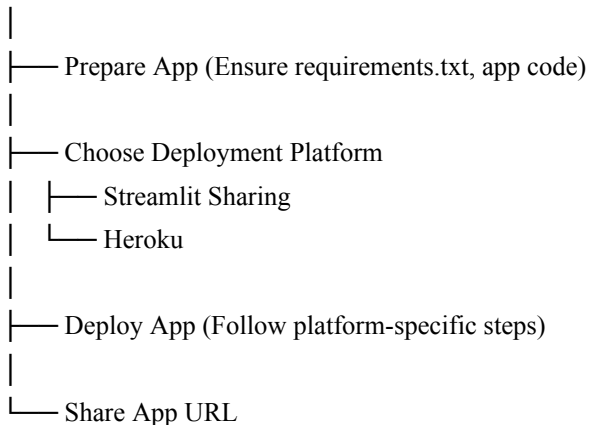 Prepare App (Ensure requirements.txt, app code)
Choose Deployment Platform
Streamlit Sharing
Heroku
Deploy App (Follow platform-specific steps)
Share App URL